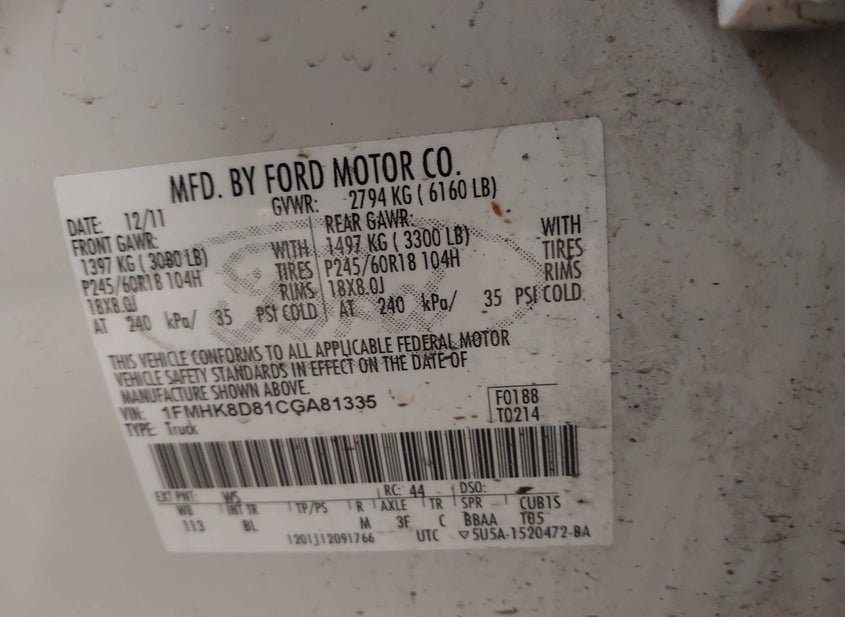 MFD. BY FORD MOTOR CO.
DATE: 12/11 GVWR: 2794 KG ( 6160 LB)
FRONT GAWR: REAR GAWR:
1397 KG ( 3080 LB) WITH 1497 KG ( 3300 LB) WITH
P245/60R18 104H TIRES P245/60R18 104H TIRES
18X8.0J RIMS 18X8.0J RIMS
AT 240 kPa/ 35 PSI COLD AT 240 kPa/ 35 PSI COLD
THIS VEHICLE CONFORMS TO ALL APPLICABLE FEDERAL MOTOR
VEHICLE SAFETY STANDARDS IN EFFECT ON THE DATE OF
MANUFACTURE SHOWN ABOVE.
VIN: 1FMHK8D81CGA81335 F0188
TYPE: Truck T0214
EXT PNT: WS RC: 44 DSO:
WB INT TR TP/PS R AXLE TR SPR CUB1S
113 BL M 3F C BBAA T05
1201J12091766 UTC ▽5U5A-1520472-BA